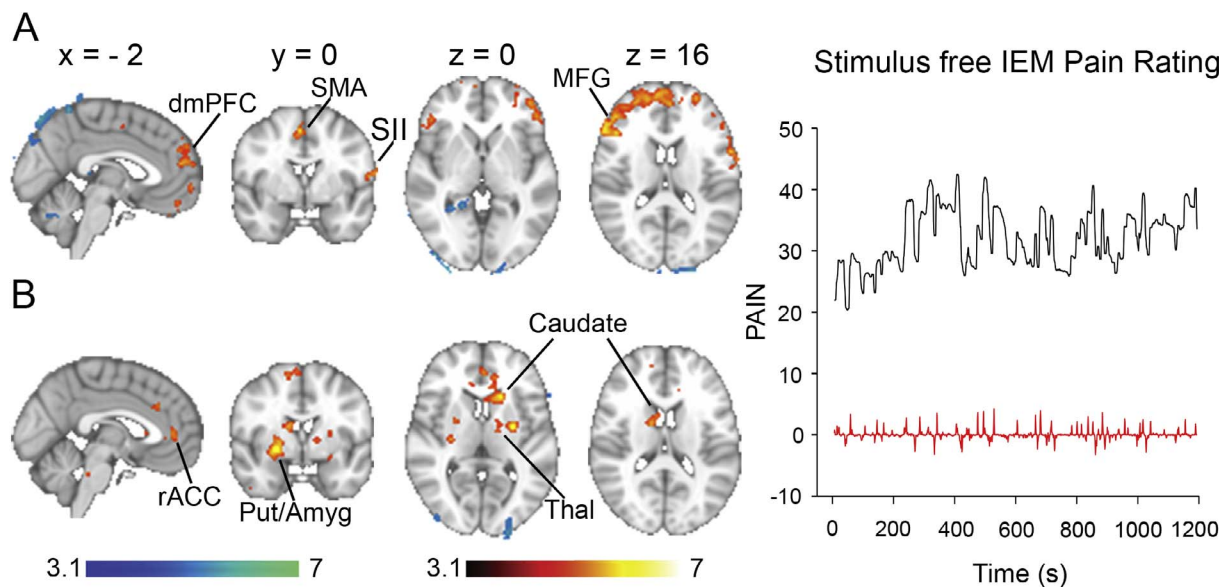 A
x = - 2
y = 0
z = 0
z = 16
dmPFC
SMA
SII
MFG
B
rACC
Put/Amyg
Caudate
Thal
3.1
7
3.1
7
Stimulus free IEM Pain Rating
PAIN
50
40
30
20
10
0
-10
0 200 400 600 800 1000 1200
Time (s)